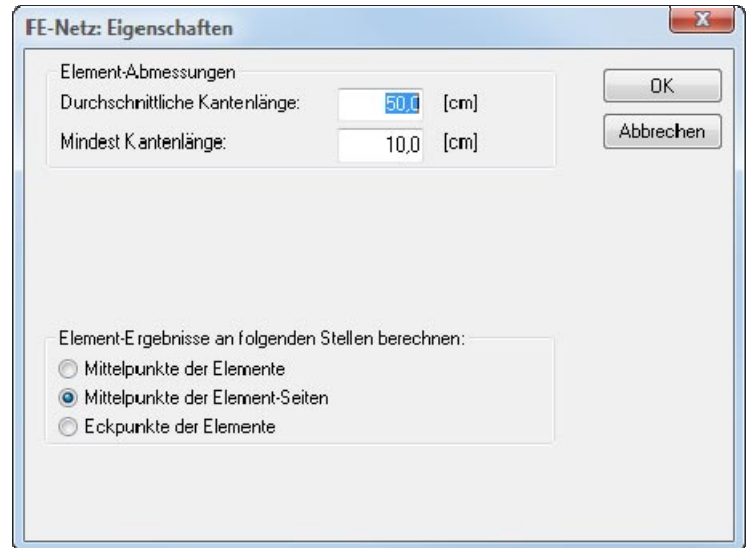 FE-Netz: Eigenschaften
Element-Abmessungen
Durchschnittliche Kantenlänge: 50,0 [cm]
Mindest Kantenlänge: 10,0 [cm]
OK
Abbrechen
Element-Ergebnisse an folgenden Stellen berechnen:
Mittelpunkte der Elemente
Mittelpunkte der Element-Seiten
Eckpunkte der Elemente